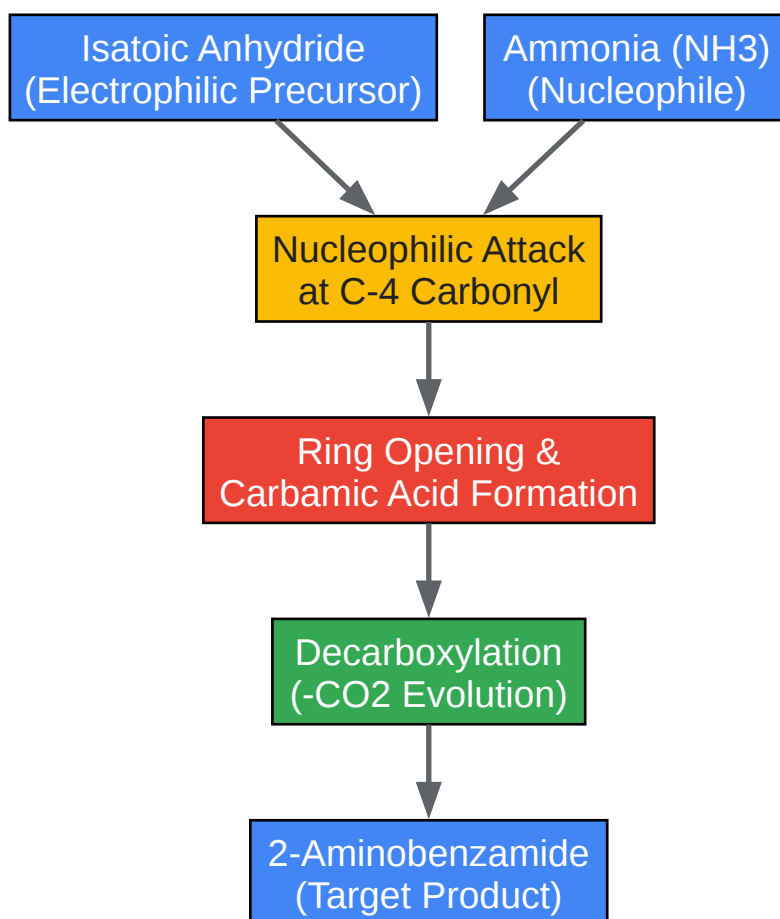 Isatoic Anhydride
(Electrophilic Precursor)
Ammonia (NH3)
(Nucleophile)
Nucleophilic Attack
at C-4 Carbonyl
Ring Opening &
Carbamic Acid Formation
Decarboxylation
(-CO2 Evolution)
2-Aminobenzamide
(Target Product)